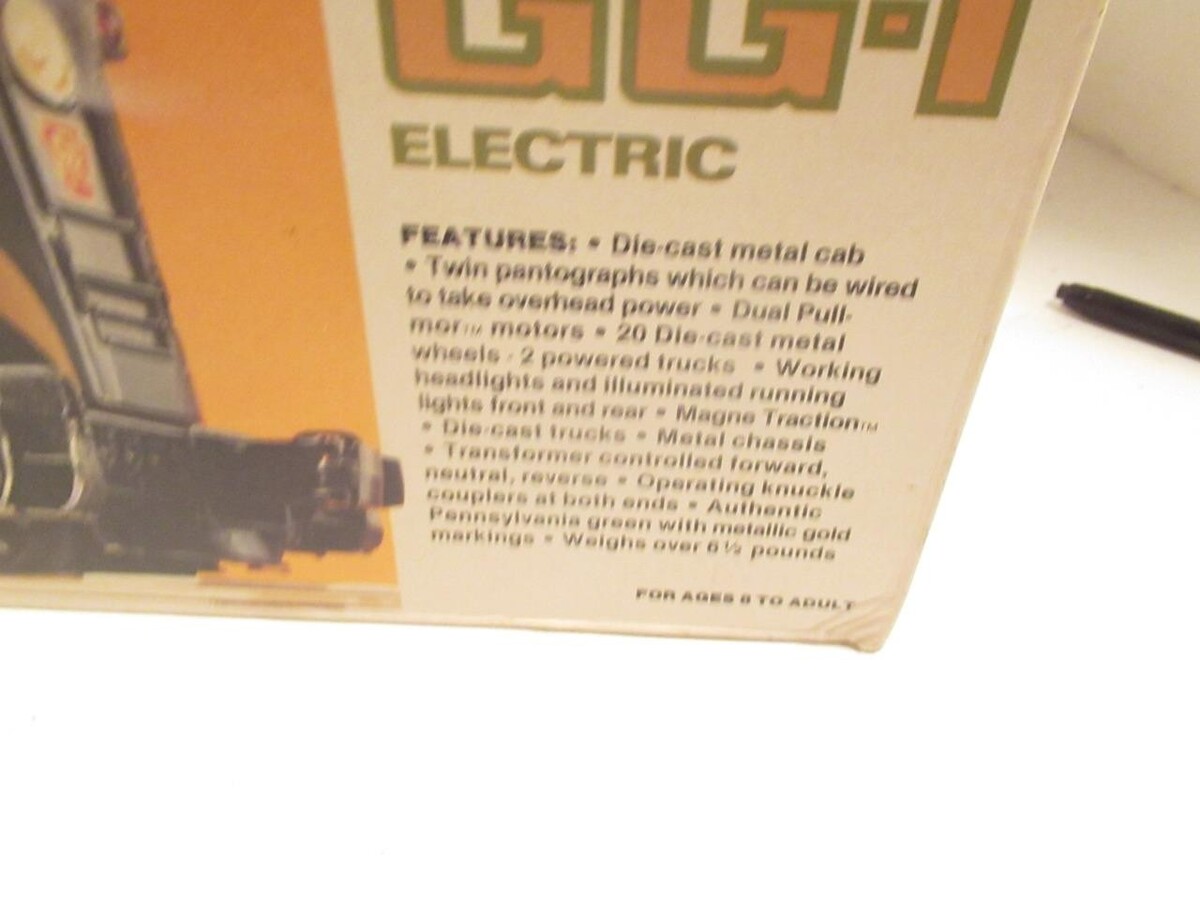 GG-1
ELECTRIC
FEATURES: • Die-cast metal cab
• Twin pantographs which can be wired
to take overhead power • Dual Pull-
mor™ motors • 20 Die-cast metal
wheels - 2 powered trucks • Working
headlights and illuminated running
lights front and rear • Magne Traction™
• Die-cast trucks • Metal chassis
• Transformer controlled forward,
neutral, reverse • Operating knuckle
couplers at both ends • Authentic
Pennsylvania green with metallic gold
markings • Weighs over 6½ pounds
FOR AGES 8 TO ADULT